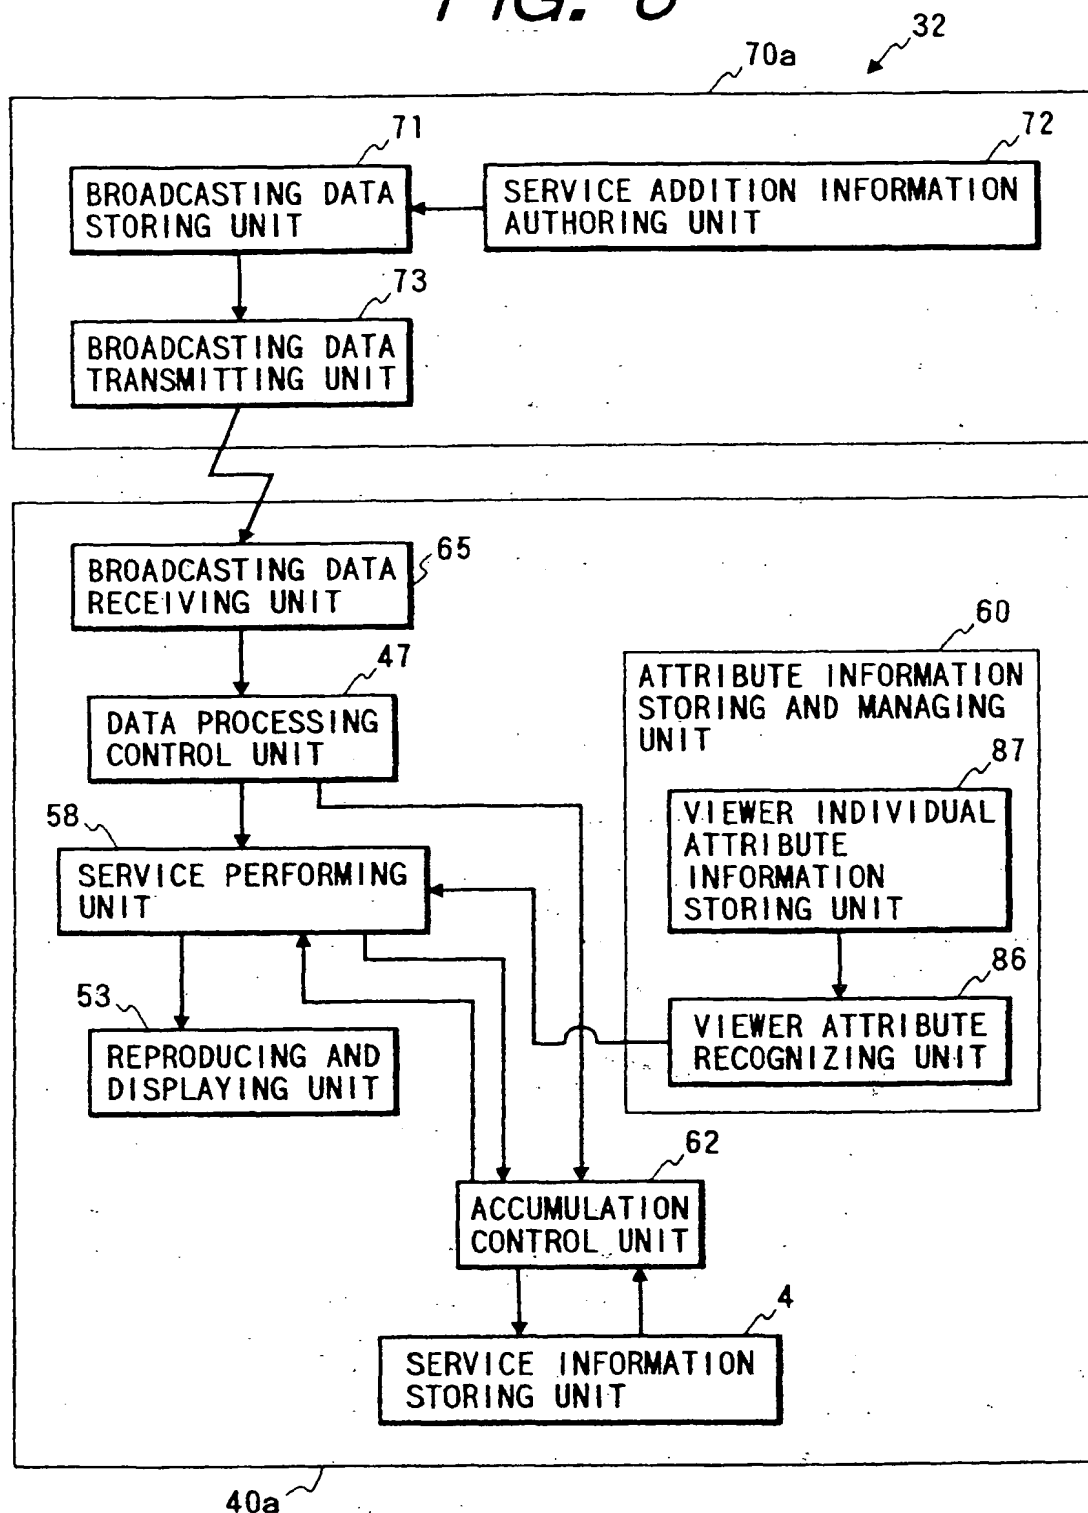 FIG. 6
32
70a
71
72
BROADCASTING DATA
STORING UNIT
SERVICE ADDITION INFORMATION
AUTHORING UNIT
73
BROADCASTING DATA
TRANSMITTING UNIT
65
BROADCASTING DATA
RECEIVING UNIT
60
47
ATTRIBUTE INFORMATION
STORING AND MANAGING
UNIT
DATA PROCESSING
CONTROL UNIT
87
58
VIEWER INDIVIDUAL
ATTRIBUTE
INFORMATION
STORING UNIT
SERVICE PERFORMING
UNIT
86
53
VIEWER ATTRIBUTE
RECOGNIZING UNIT
REPRODUCING AND
DISPLAYING UNIT
62
ACCUMULATION
CONTROL UNIT
4
SERVICE INFORMATION
STORING UNIT
40a